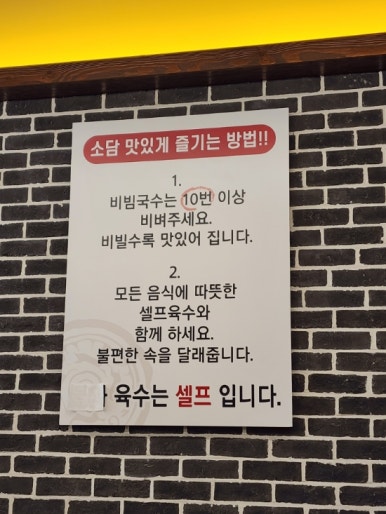 소담 맛있게 즐기는 방법!!
1.
비빔국수는 10번 이상
비벼주세요.
비빌수록 맛있어 집니다.
2.
모든 음식에 따뜻한
셀프육수와
함께 하세요.
불편한 속을 달래줍니다.
육수는 셀프 입니다.